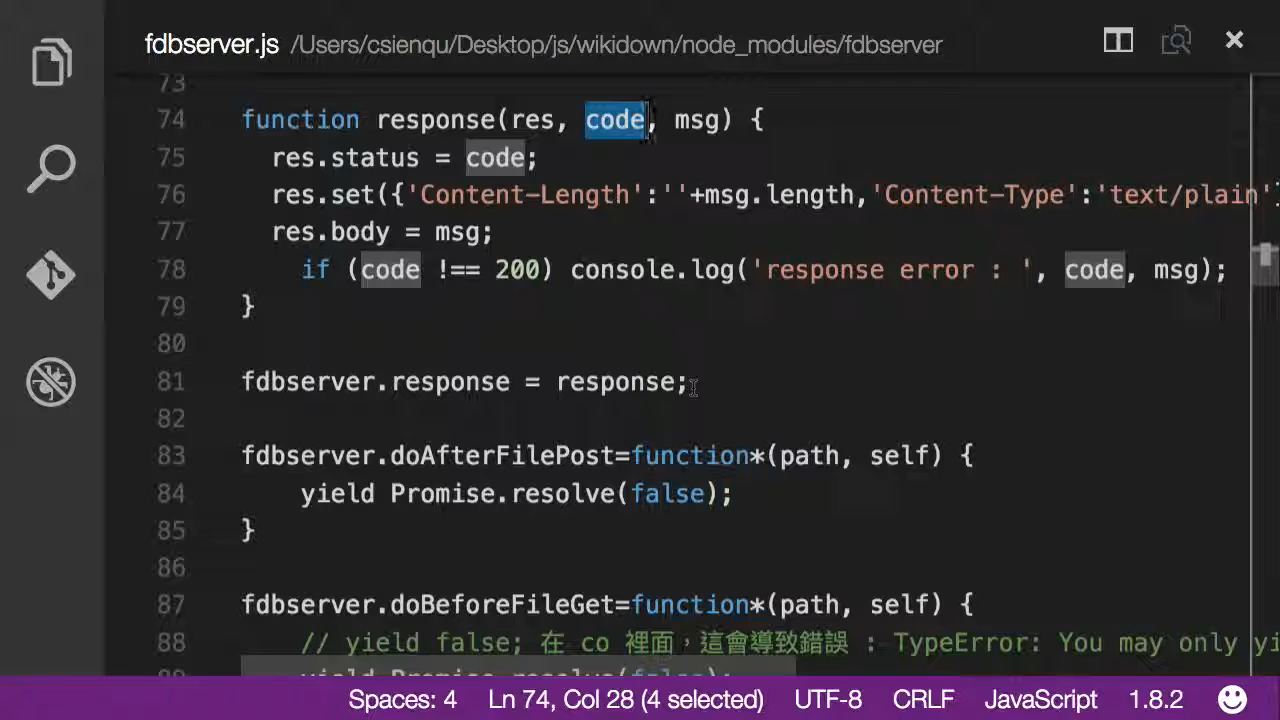 fdbserver.js /Users/csienqu/Desktop/js/wikidown/node_modules/fdbserver
73
74 function response(res, code, msg) {
75 res.status = code;
76 res.set({'Content-Length':''+msg.length,'Content-Type':'text/plain'
77 res.body = msg;
78 if (code !== 200) console.log('response error : ', code, msg);
79 }
80
81 fdbserver.response = response;
82
83 fdbserver.doAfterFilePost=function*(path, self) {
84 yield Promise.resolve(false);
85 }
86
87 fdbserver.doBeforeFileGet=function*(path, self) {
88 // yield false; 在 co 裡面，這會導致錯誤 : TypeError: You may only yi
89 yield Promise.resolve(false);
Spaces: 4 Ln 74, Col 28 (4 selected) UTF-8 CRLF JavaScript 1.8.2